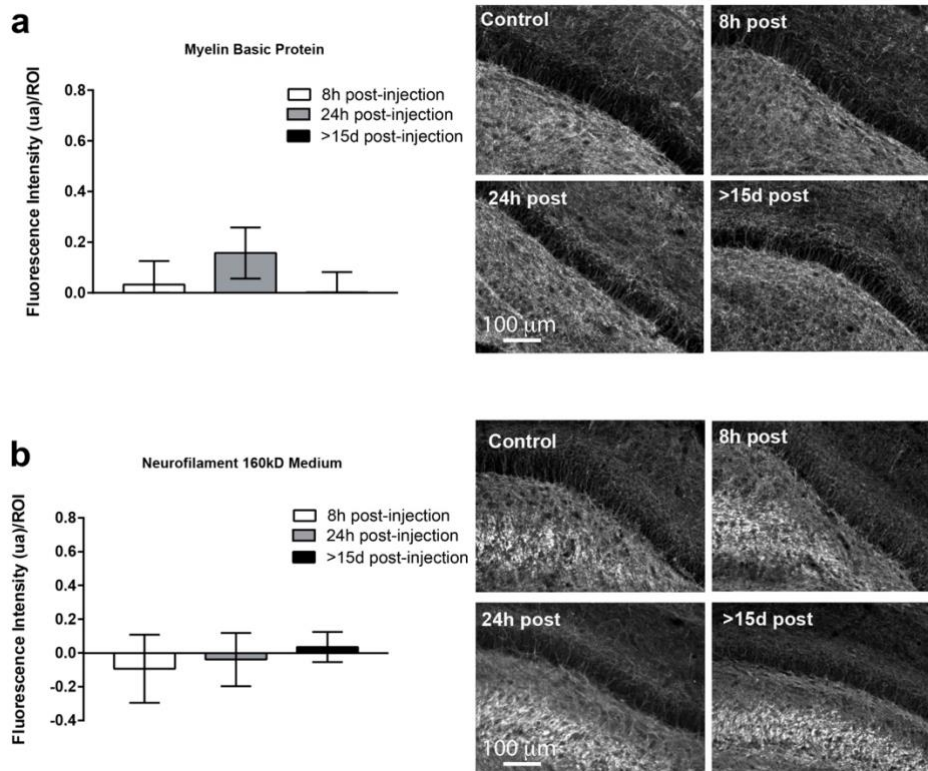 a
Myelin Basic Protein
Fluorescence Intensity (ua)/ROI
0.8
0.6
0.4
0.2
0.0
8h post-injection
24h post-injection
>15d post-injection
Control
8h post
24h post
>15d post
100 µm
b
Neurofilament 160kD Medium
Fluorescence Intensity (ua)/ROI
0.8
0.6
0.4
0.2
0.0
-0.2
-0.4
8h post-injection
24h post-injection
>15d post-injection
Control
8h post
24h post
>15d post
100 µm